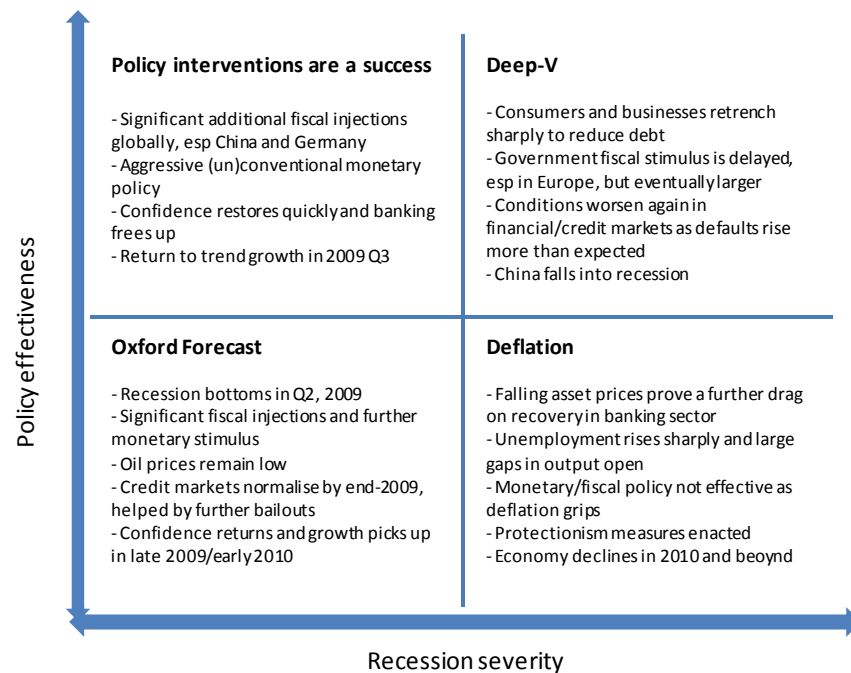 Policy effectiveness
Policy interventions are a success
- Significant additional fiscal injections
globally, esp China and Germany
- Aggressive (un)conventional monetary
policy
- Confidence restores quickly and banking
frees up
- Return to trend growth in 2009 Q3
Deep-V
- Consumers and businesses retrench
sharply to reduce debt
- Government fiscal stimulus is delayed,
esp in Europe, but eventually larger
- Conditions worsen again in
financial/credit markets as defaults rise
more than expected
- China falls into recession
Oxford Forecast
- Recession bottoms in Q2, 2009
- Significant fiscal injections and further
monetary stimulus
- Oil prices remain low
- Credit markets normalise by end-2009,
helped by further bailouts
- Confidence returns and growth picks up
in late 2009/early 2010
Deflation
- Falling asset prices prove a further drag
on recovery in banking sector
- Unemployment rises sharply and large
gaps in output open
- Monetary/fiscal policy not effective as
deflation grips
- Protectionism measures enacted
- Economy declines in 2010 and beoynd
Recession severity